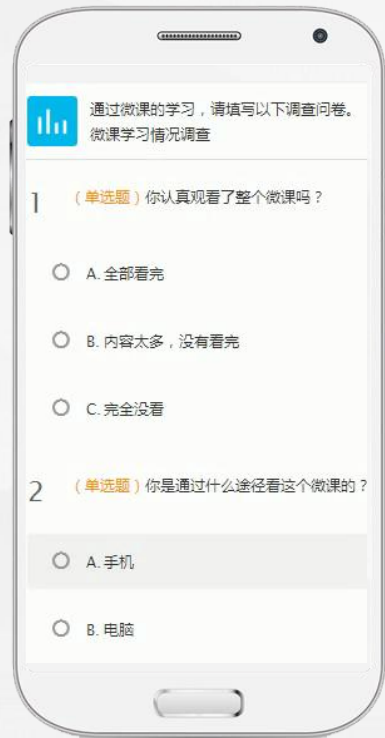 通过微课的学习，请填写以下调查问卷。
微课学习情况调查
1 （单选题）你认真观看了整个微课吗？
A. 全部看完
B. 内容太多，没有看完
C. 完全没看
2 （单选题）你是通过什么途径看这个微课的？
A. 手机
B. 电脑